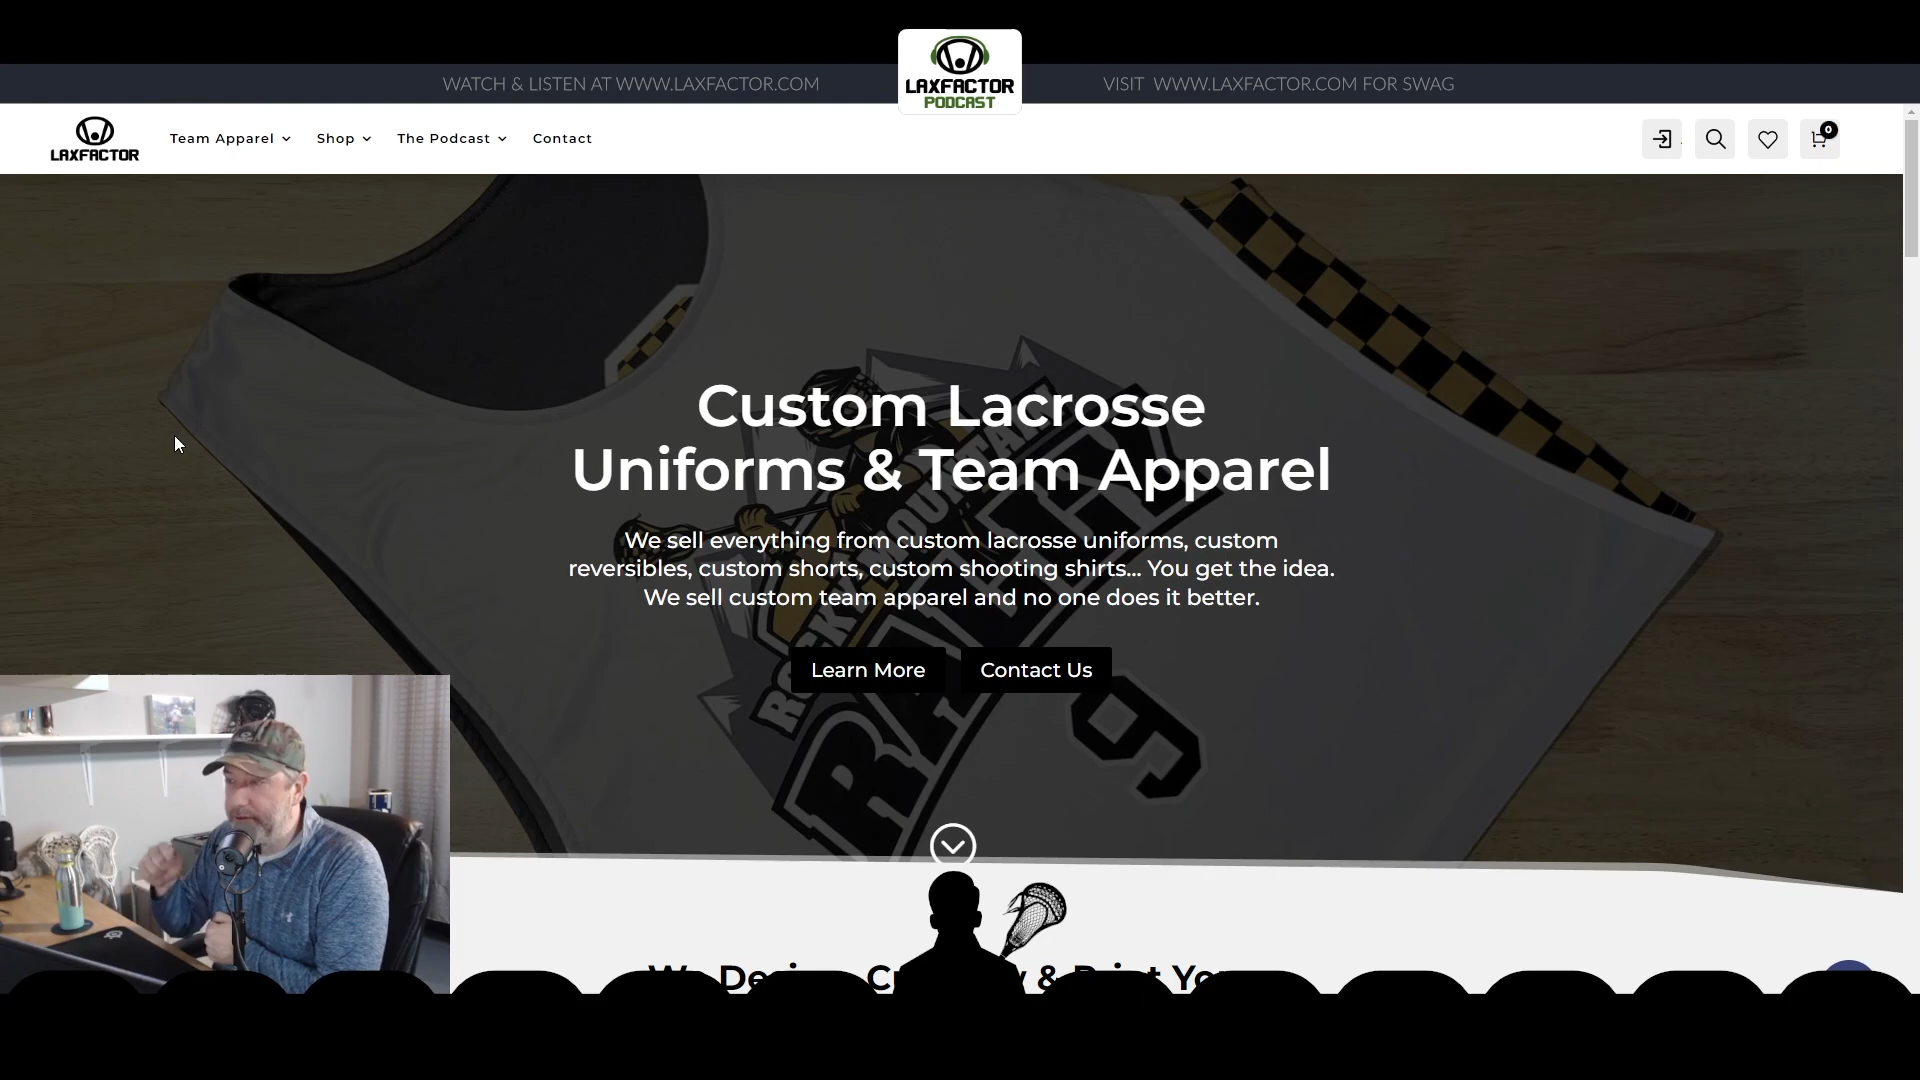 WATCH & LISTEN AT WWW.LAXFACTOR.COM
LAXFACTOR
PODCAST
VISIT WWW.LAXFACTOR.COM FOR SWAG
LAXFACTOR
Team Apparel
Shop
The Podcast
Contact
0
Custom Lacrosse
Uniforms & Team Apparel
We sell everything from custom lacrosse uniforms, custom
reversibles, custom shorts, custom shooting shirts... You get the idea.
We sell custom team apparel and no one does it better.
Learn More
Contact Us
ROCKY MOUNTAIN
9